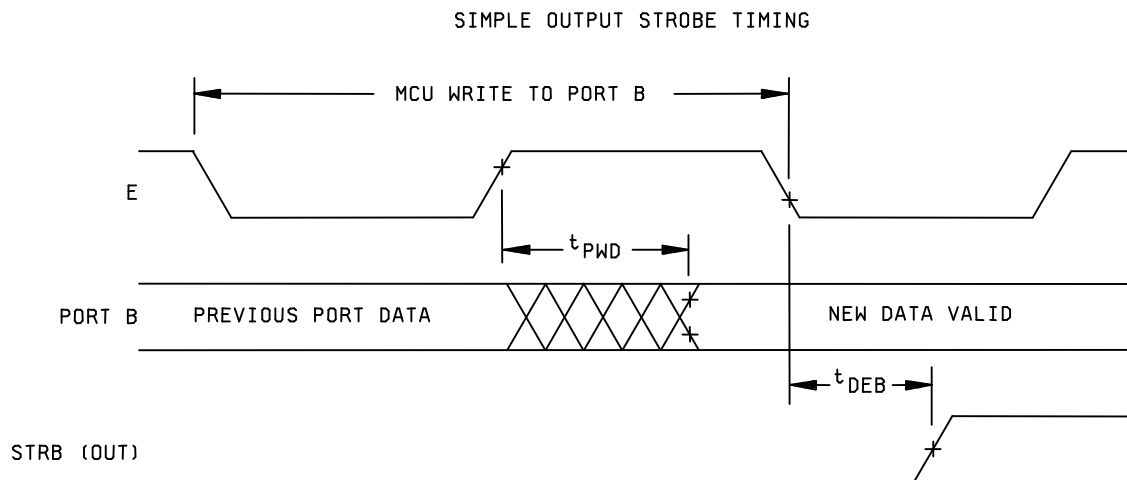 SIMPLE OUTPUT STROBE TIMING
MCU WRITE TO PORT B
E
tPWD
PORT B
PREVIOUS PORT DATA
NEW DATA VALID
tDEB
STRB (OUT)